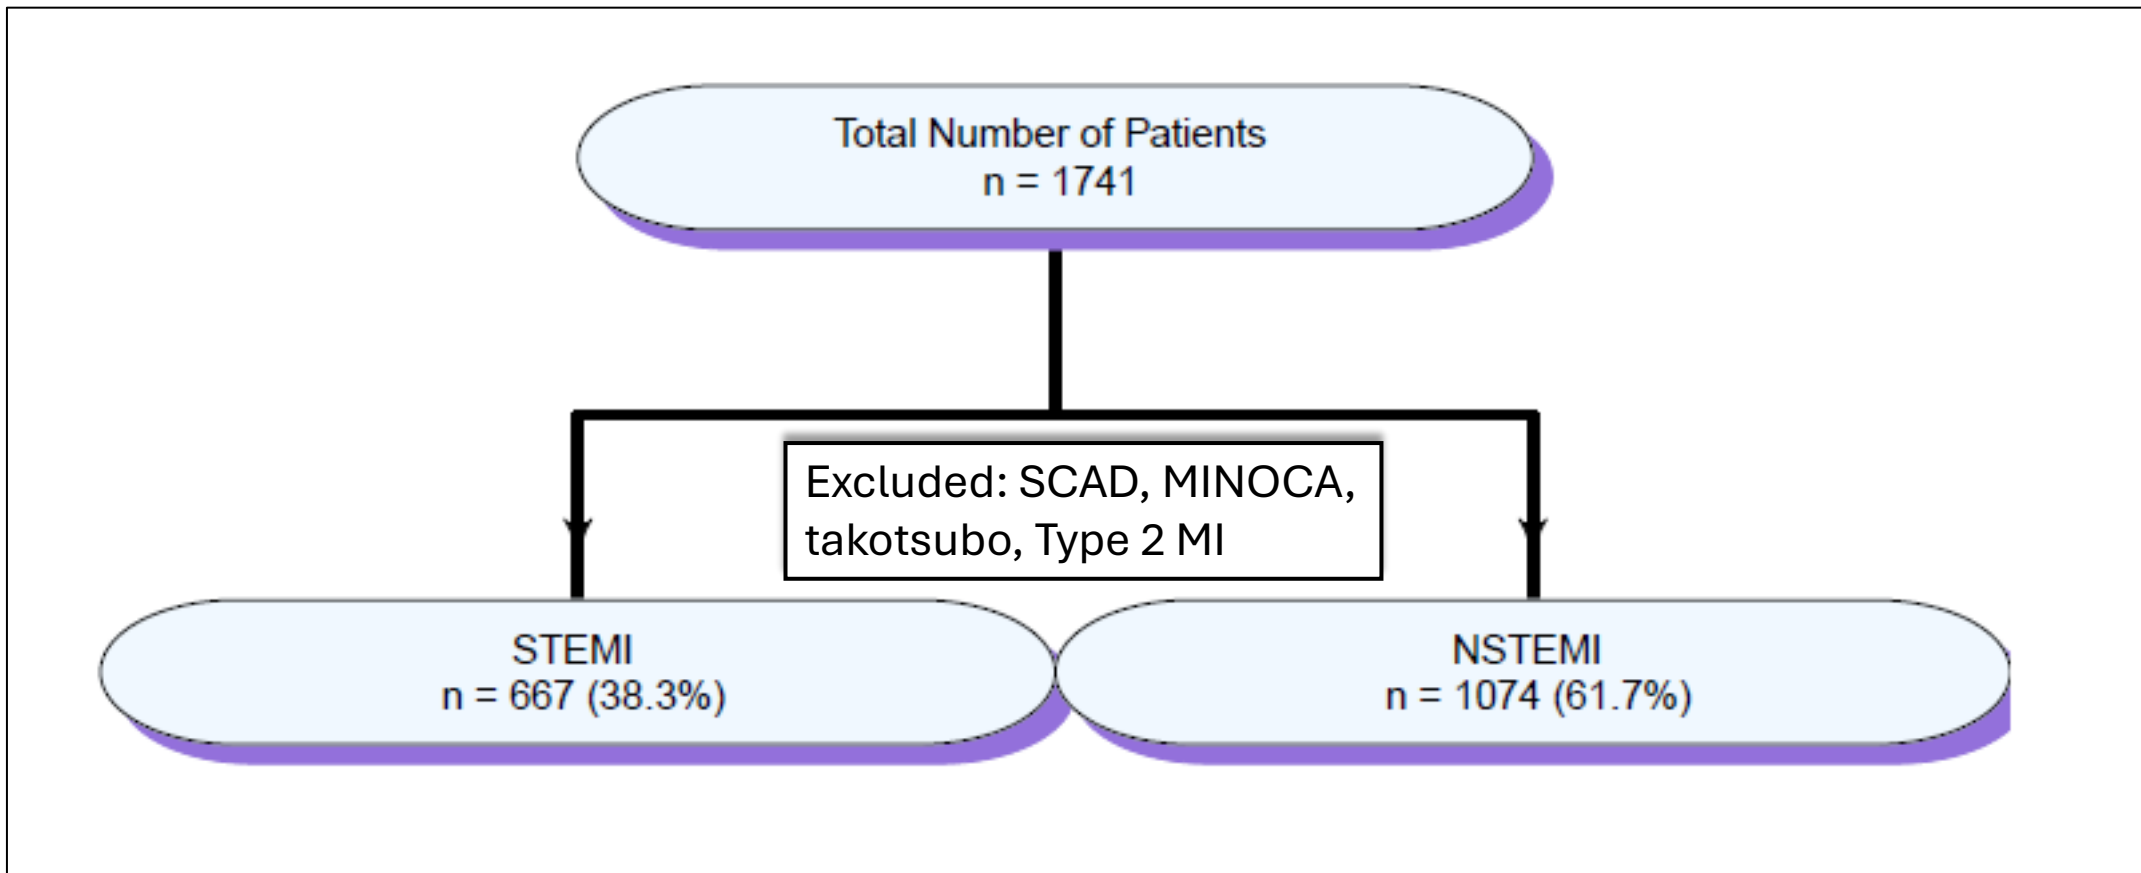 Total Number of Patients
n = 1741
Excluded: SCAD, MINOCA,
takotsubo, Type 2 MI
STEMI
n = 667 (38.3%)
NSTEMI
n = 1074 (61.7%)